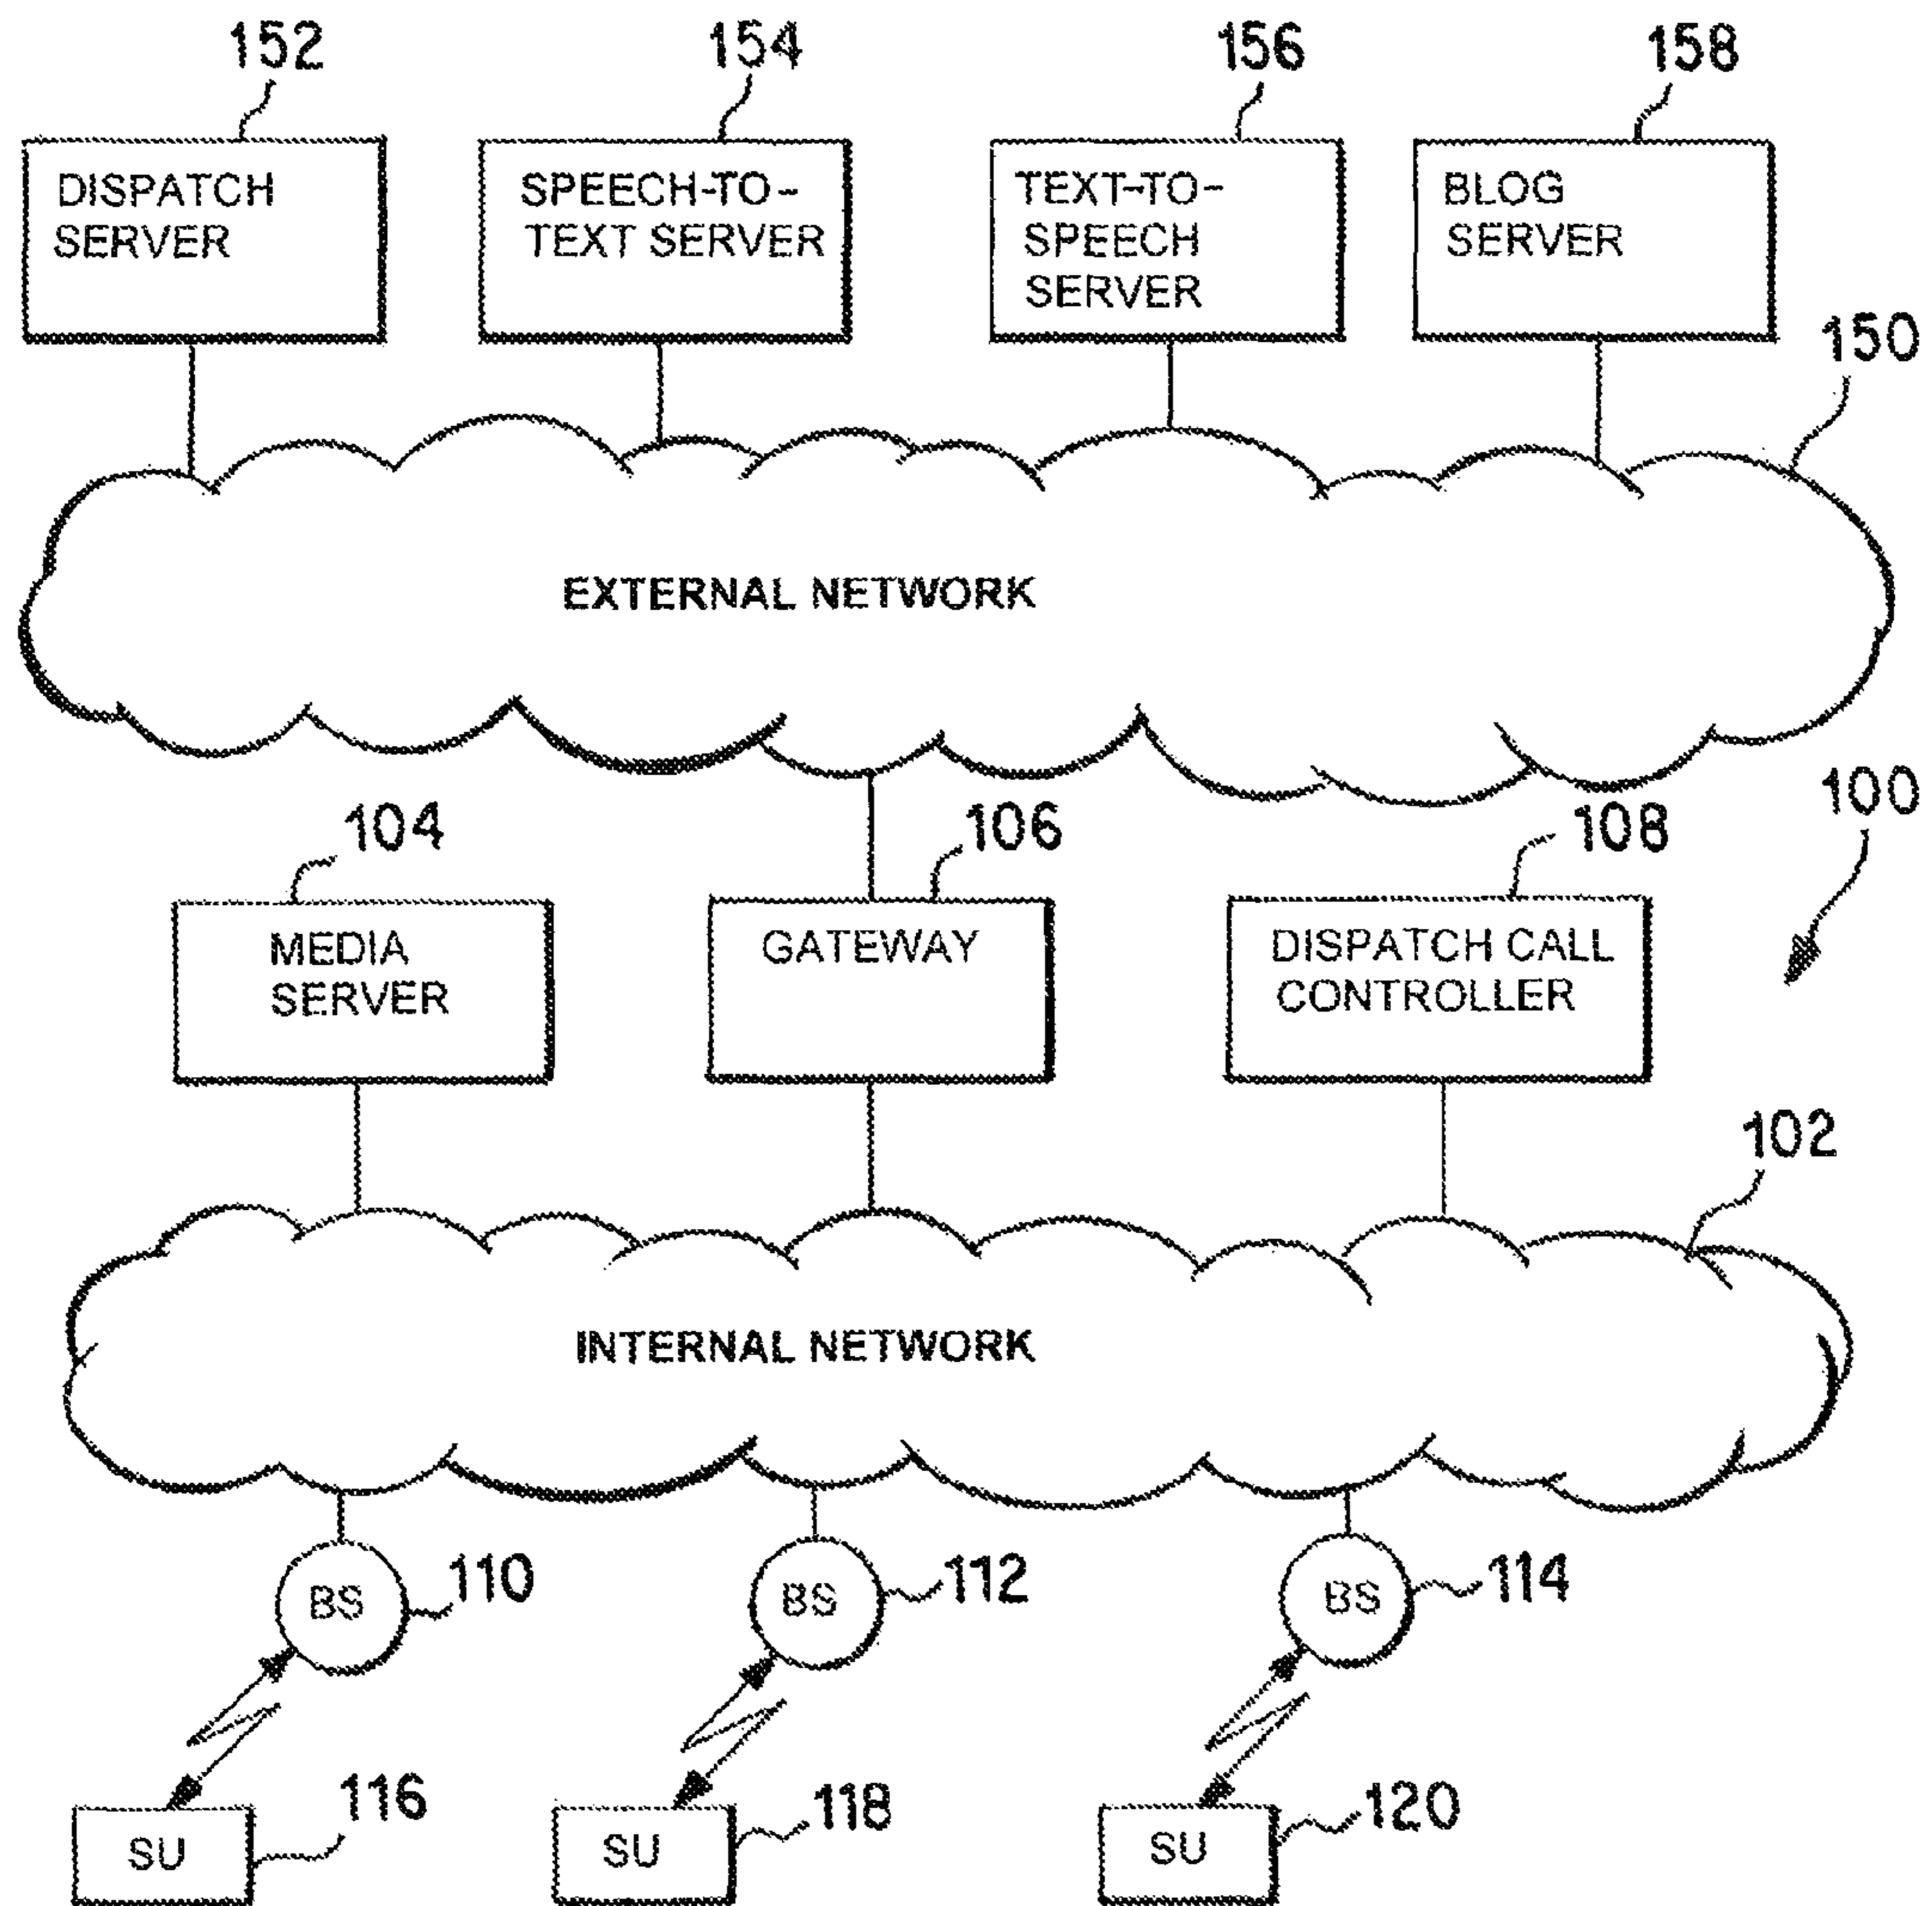 152
154
156
158
DISPATCH
SERVER
SPEECH-TO-
TEXT SERVER
TEXT-TO-
SPEECH
SERVER
BLOG
SERVER
150
EXTERNAL NETWORK
100
104
106
108
MEDIA
SERVER
GATEWAY
DISPATCH CALL
CONTROLLER
102
INTERNAL NETWORK
BS
110
BS
112
BS
114
SU
116
SU
118
SU
120